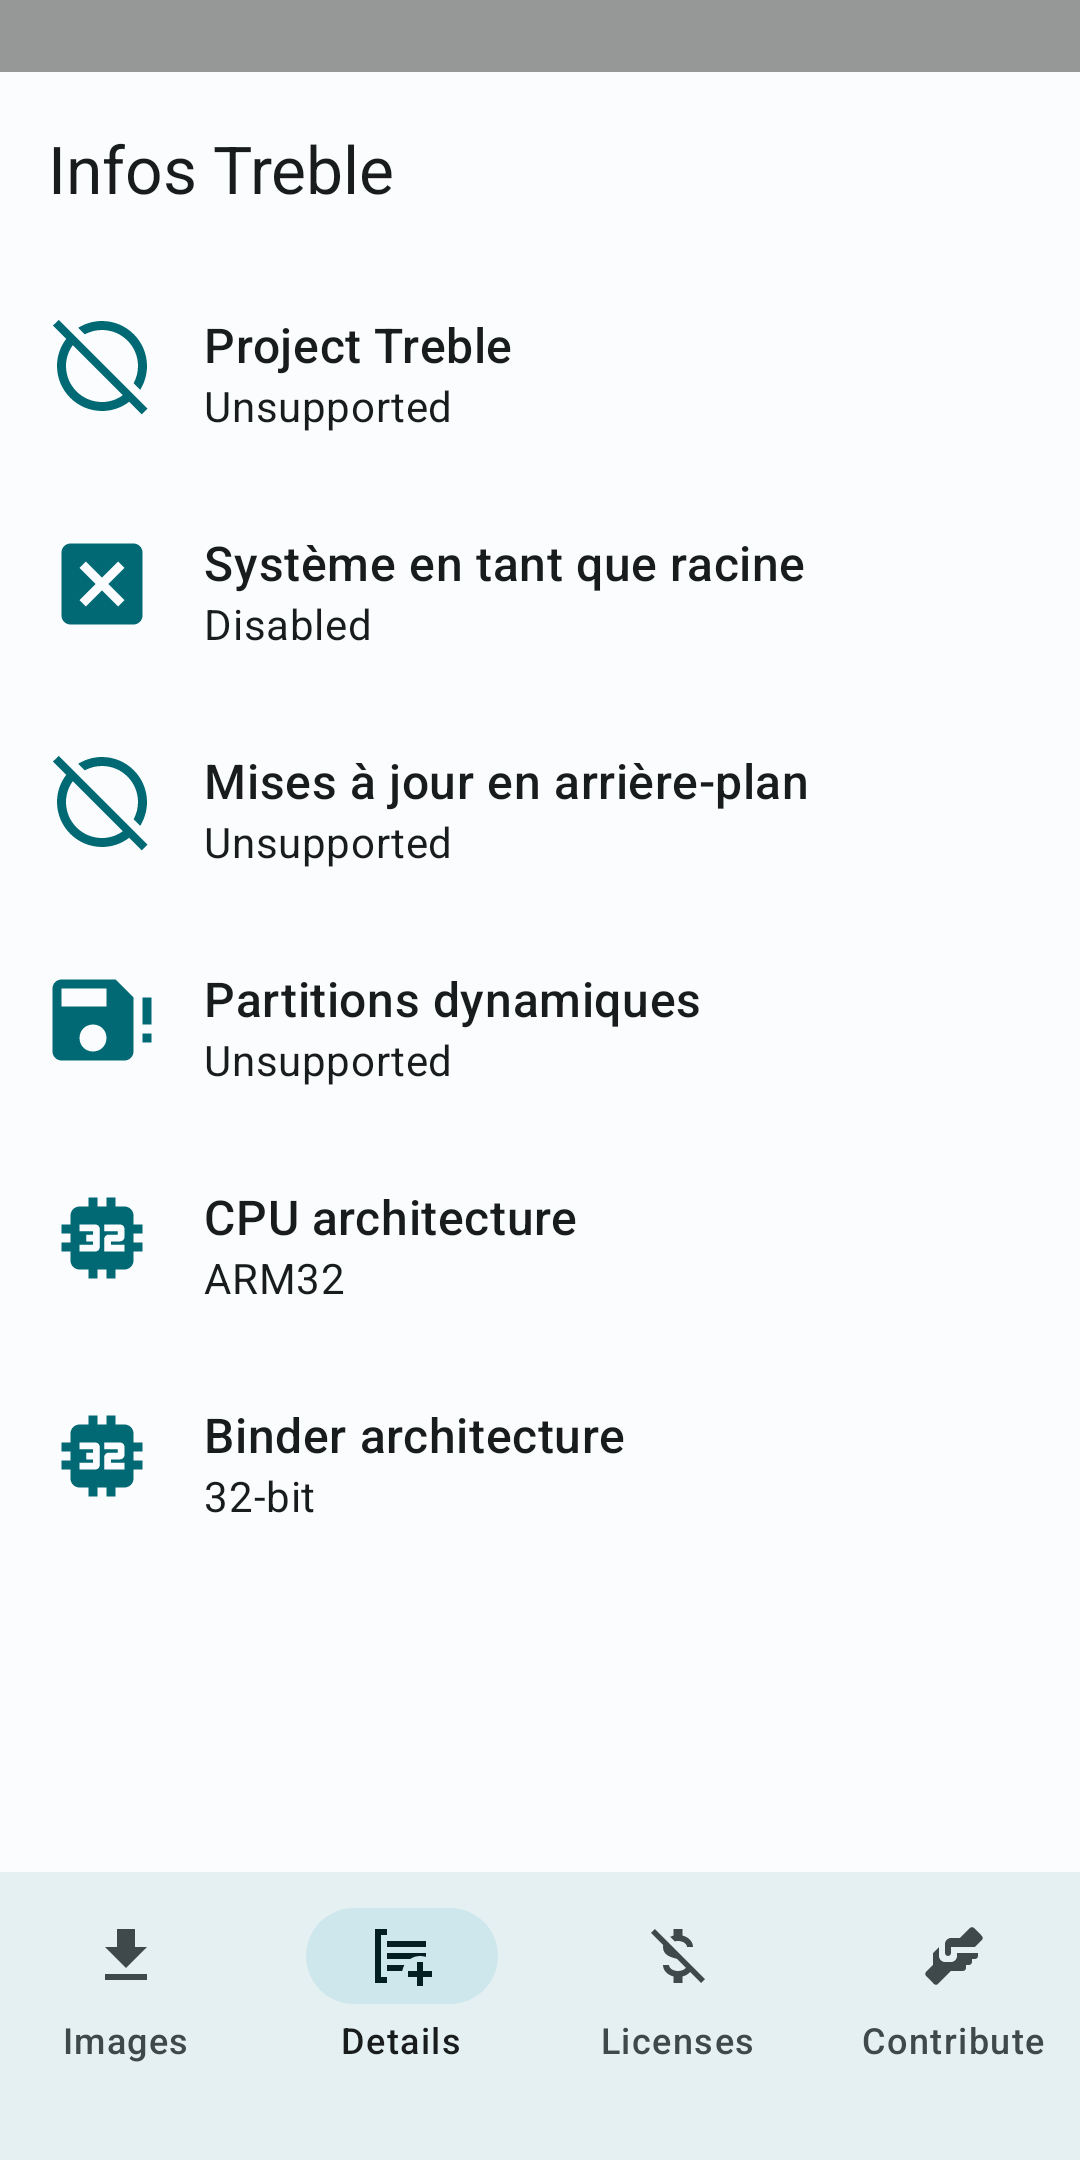 Infos Treble
Project Treble
Unsupported
Système en tant que racine
Disabled
Mises à jour en arrière-plan
Unsupported
Partitions dynamiques
Unsupported
32
CPU architecture
ARM32
32
Binder architecture
32-bit
Images
Details
Licenses
Contribute